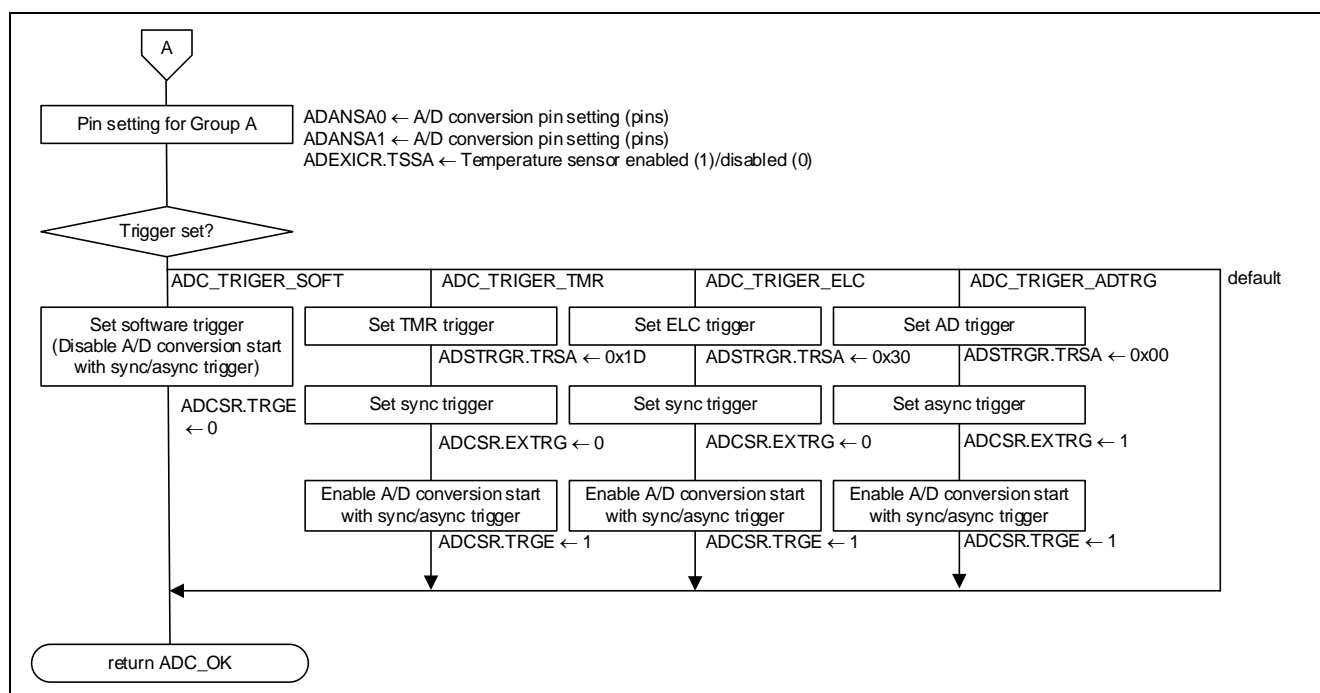 A
Pin setting for Group A
ADANSA0 ← A/D conversion pin setting (pins)
ADANSA1 ← A/D conversion pin setting (pins)
ADEXICR.TSSA ← Temperature sensor enabled (1)/disabled (0)
Trigger set?
ADC_TRIGER_SOFT
ADC_TRIGER_TMR
ADC_TRIGER_ELC
ADC_TRIGER_ADTRG
default
Set software trigger
(Disable A/D conversion start
with sync/async trigger)
ADCSR.TRGE
← 0
Set TMR trigger
ADSTRGR.TRSA ← 0x1D
Set sync trigger
ADCSR.EXTRG ← 0
Enable A/D conversion start
with sync/async trigger
ADCSR.TRGE ← 1
Set ELC trigger
ADSTRGR.TRSA ← 0x30
Set sync trigger
ADCSR.EXTRG ← 0
Enable A/D conversion start
with sync/async trigger
ADCSR.TRGE ← 1
Set AD trigger
ADSTRGR.TRSA ← 0x00
Set async trigger
ADCSR.EXTRG ← 1
Enable A/D conversion start
with sync/async trigger
ADCSR.TRGE ← 1
return ADC_OK